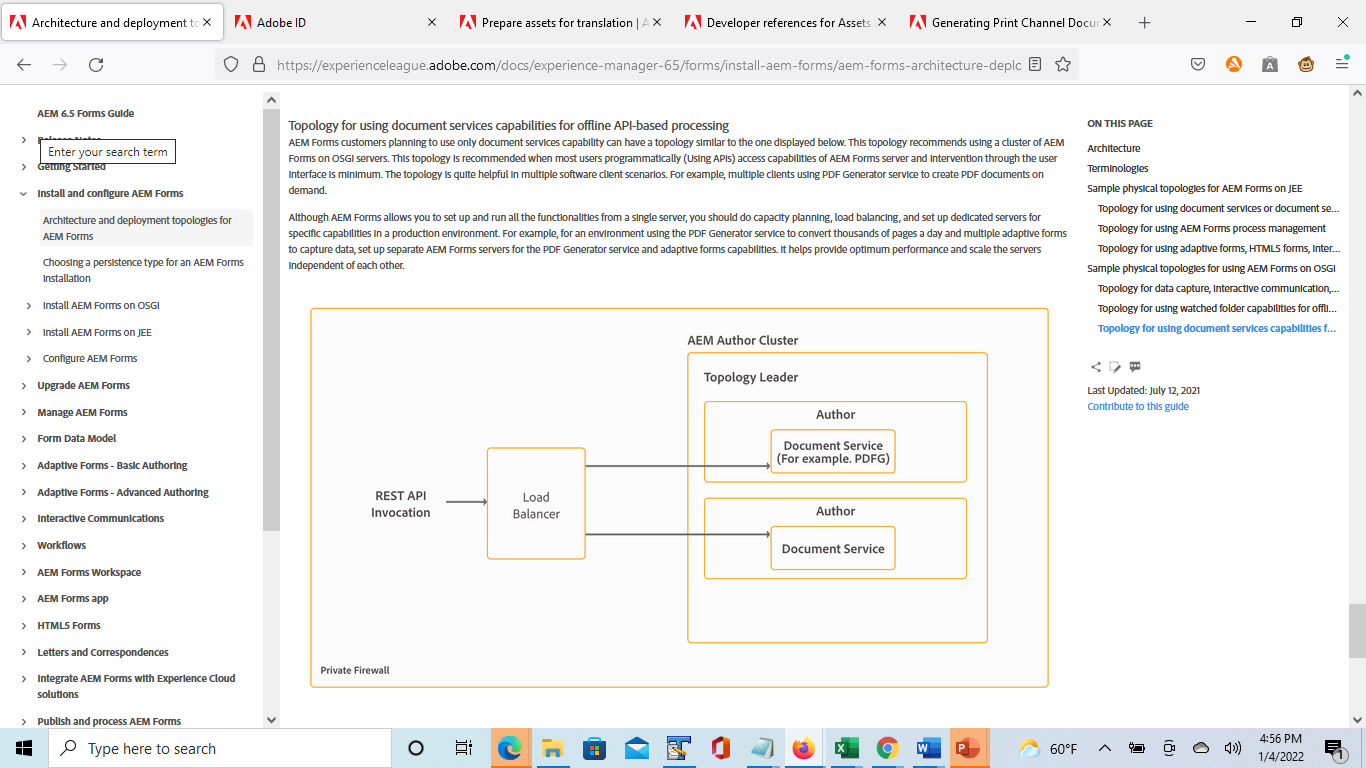 Architecture and deployment to
Adobe ID
Prepare assets for translation | A
Developer references for Assets
Generating Print Channel Docu
https://experienceleague.adobe.com/docs/experience-manager-65/forms/install-aem-forms/aem-forms-architecture-deplc
AEM 6.5 Forms Guide
Release Notes
Enter your search term
Getting Started
Install and configure AEM Forms
Architecture and deployment topologies for
AEM Forms
Choosing a persistence type for an AEM Forms
Installation
Install AEM Forms on OSGI
Install AEM Forms on JEE
Configure AEM Forms
Upgrade AEM Forms
Manage AEM Forms
Form Data Model
Adaptive Forms - Basic Authoring
Adaptive Forms - Advanced Authoring
Interactive Communications
Workflows
AEM Forms Workspace
AEM Forms app
HTML5 Forms
Letters and Correspondences
Integrate AEM Forms with Experience Cloud
solutions
Publish and process AEM Forms
Topology for using document services capabilities for offline API-based processing
AEM Forms customers planning to use only document services capability can have a topology similar to the one displayed below. This topology recommends using a cluster of AEM
Forms on OSGI servers. This topology is recommended when most users programmatically (Using APIs) access capabilities of AEM Forms server and intervention through the user
interface is minimum. The topology is quite helpful in multiple software client scenarios. For example, multiple clients using PDF Generator service to create PDF documents on
demand.
Although AEM Forms allows you to set up and run all the functionalities from a single server, you should do capacity planning, load balancing, and set up dedicated servers for
specific capabilities in a production environment. For example, for an environment using the PDF Generator service to convert thousands of pages a day and multiple adaptive forms
to capture data, set up separate AEM Forms servers for the PDF Generator service and adaptive forms capabilities. It helps provide optimum performance and scale the servers
independent of each other.
AEM Author Cluster
Topology Leader
Author
Document Service
(For example. PDFG)
REST API
Invocation
Load
Balancer
Author
Document Service
Private Firewall
ON THIS PAGE
Architecture
Terminologies
Sample physical topologies for AEM Forms on JEE
Topology for using document services or document se...
Topology for using AEM Forms process management
Topology for using adaptive forms, HTML5 forms, Inter...
Sample physical topologies for using AEM Forms on OSGI
Topology for data capture, interactive communication,...
Topology for using watched folder capabilities for offli...
Topology for using document services capabilities f...
Last Updated: July 12, 2021
Contribute to this guide
Type here to search
60°F
4:56 PM
1/4/2022
1